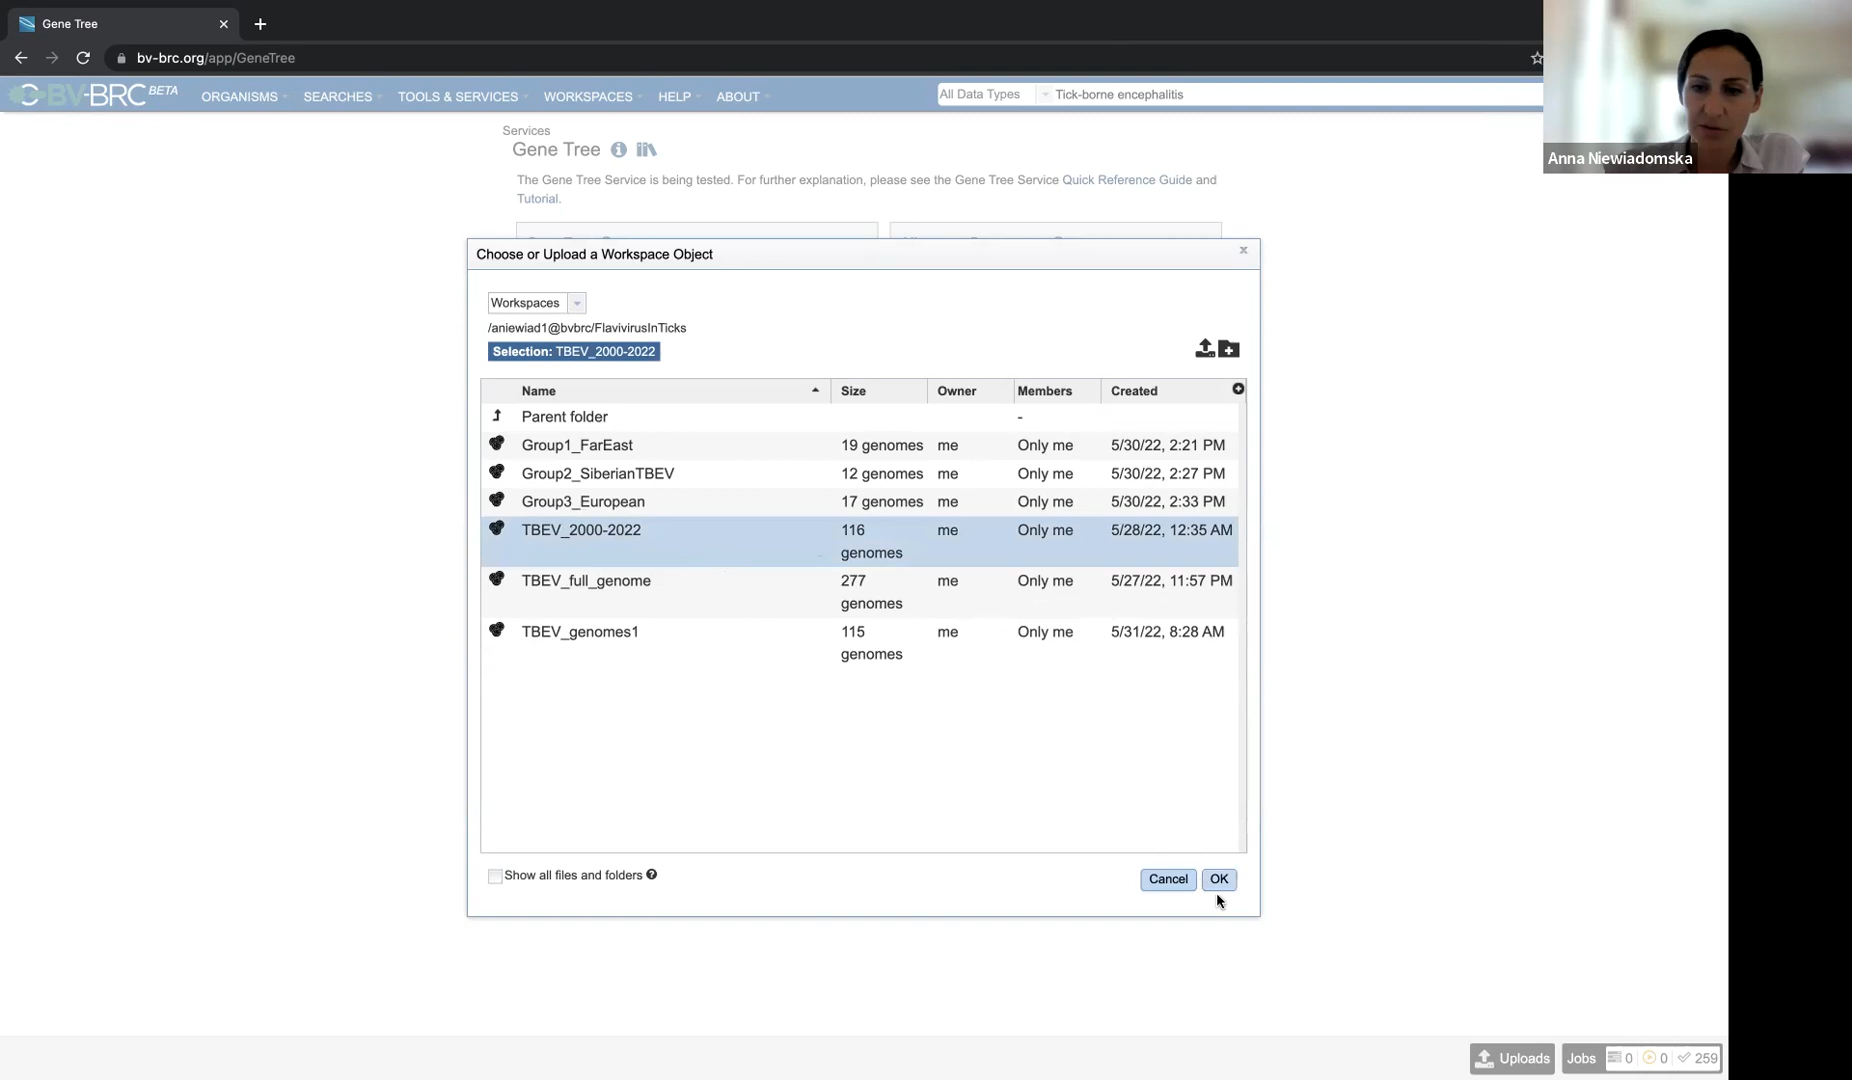 Gene Tree
bv-brc.org/app/GeneTree
BV-BRC BETA
ORGANISMS SEARCHES TOOLS & SERVICES WORKSPACES HELP ABOUT
All Data Types Tick-borne encephalitis
Anna Niewiadomska
Services
Gene Tree
The Gene Tree Service is being tested. For further explanation, please see the Gene Tree Service Quick Reference Guide and
Tutorial.
Choose or Upload a Workspace Object
Workspaces
/aniewiad1@bvbrc/FlavivirusInTicks
Selection: TBEV_2000-2022
Name Size Owner Members Created
Parent folder -
Group1_FarEast 19 genomes me Only me 5/30/22, 2:21 PM
Group2_SiberianTBEV 12 genomes me Only me 5/30/22, 2:27 PM
Group3_European 17 genomes me Only me 5/30/22, 2:33 PM
TBEV_2000-2022 116 me Only me 5/28/22, 12:35 AM
genomes
TBEV_full_genome 277 me Only me 5/27/22, 11:57 PM
genomes
TBEV_genomes1 115 me Only me 5/31/22, 8:28 AM
genomes
Show all files and folders
Cancel OK
Uploads Jobs 0 0 259